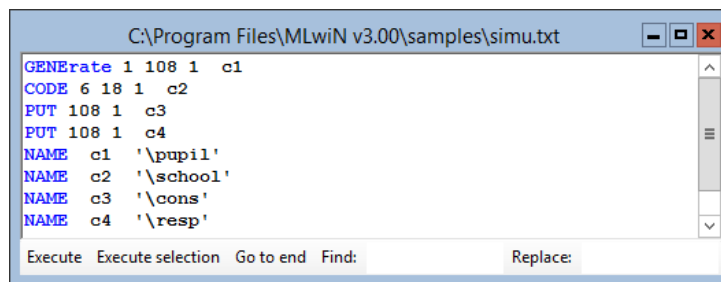 C:\Program Files\MLwiN v3.00\samples\simu.txt
GENErate 1 108 1 c1
CODE 6 18 1 c2
PUT 108 1 c3
PUT 108 1 c4
NAME c1 '\pupil'
NAME c2 '\school'
NAME c3 '\cons'
NAME c4 '\resp'
Execute Execute selection Go to end Find: Replace: